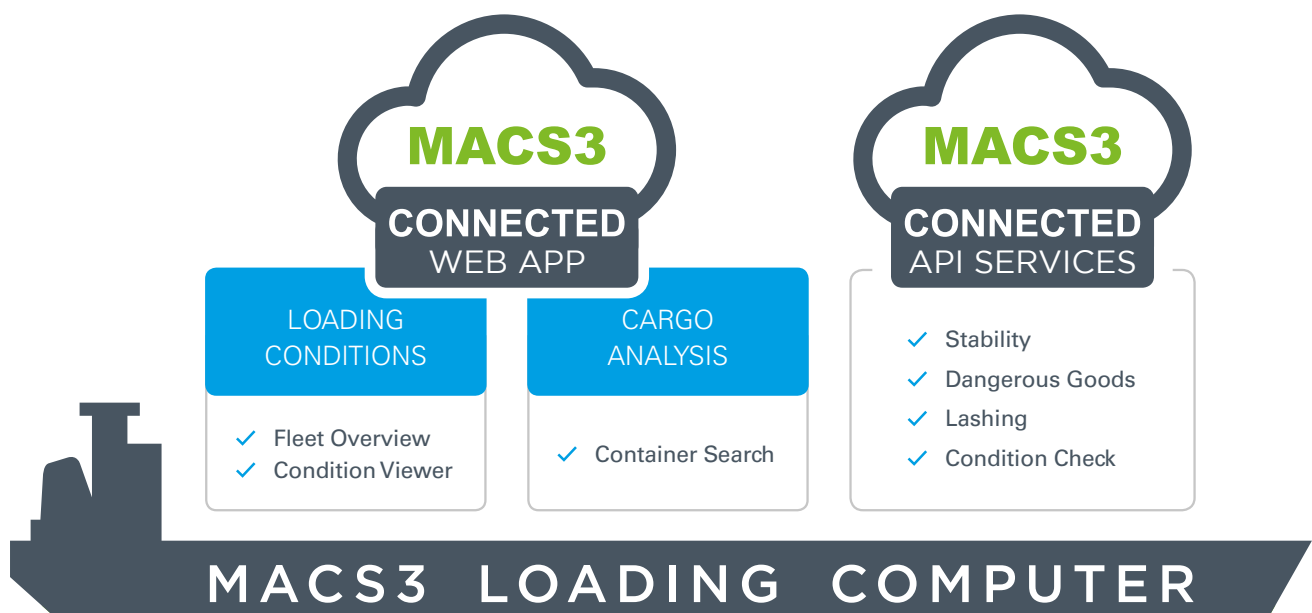 MACS3
CONNECTED
WEB APP
LOADING
CONDITIONS
Fleet Overview
Condition Viewer
CARGO
ANALYSIS
Container Search
MACS3
CONNECTED
API SERVICES
Stability
Dangerous Goods
Lashing
Condition Check
MACS3 LOADING COMPUTER